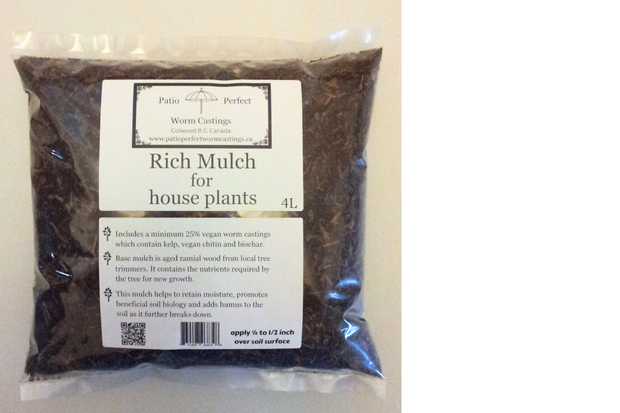 Patio Perfect
Worm Castings
Colwood B.C Canada
www.patioperfectwormcastings.ca
Rich Mulch
for
house plants
4L
Includes a minimum 25% vegan worm castings
which contain kelp, vegan chitin and biochar.
Base mulch is aged ramial wood from local tree
trimmers. It contains the nutrients required by
the tree for new growth.
This mulch helps to retain moisture, promotes
beneficial soil biology and adds humus to the
soil as it farther breaks down.
apply ¼ to 1/2 inch
over soil surface